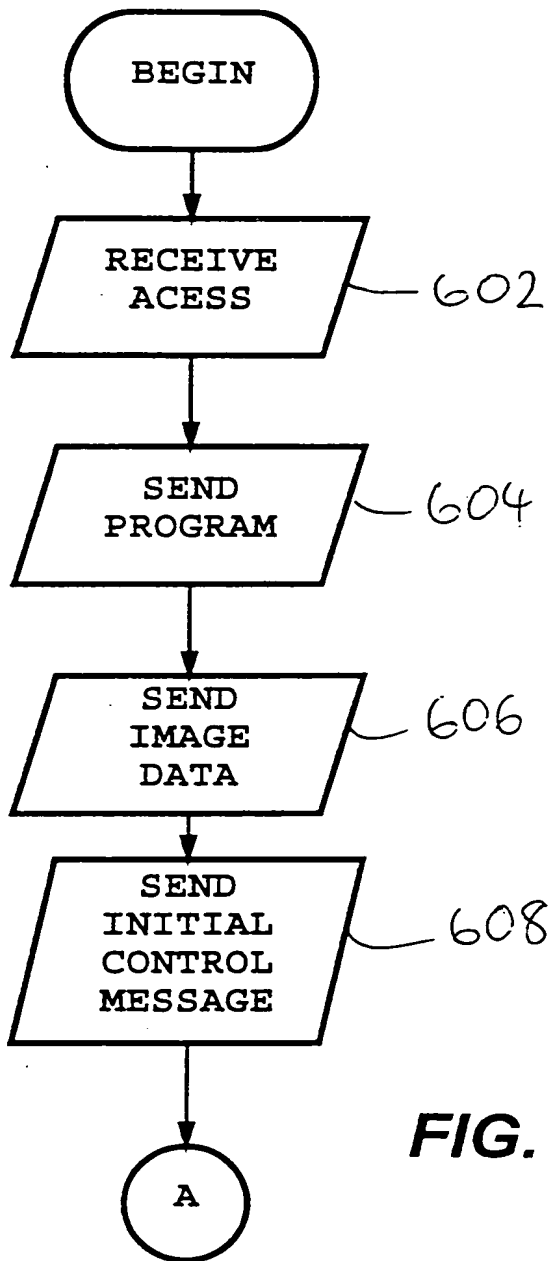 BEGIN
RECEIVE
ACESS
602
SEND
PROGRAM
604
SEND
IMAGE
DATA
606
SEND
INITIAL
CONTROL
MESSAGE
608
FIG.
A